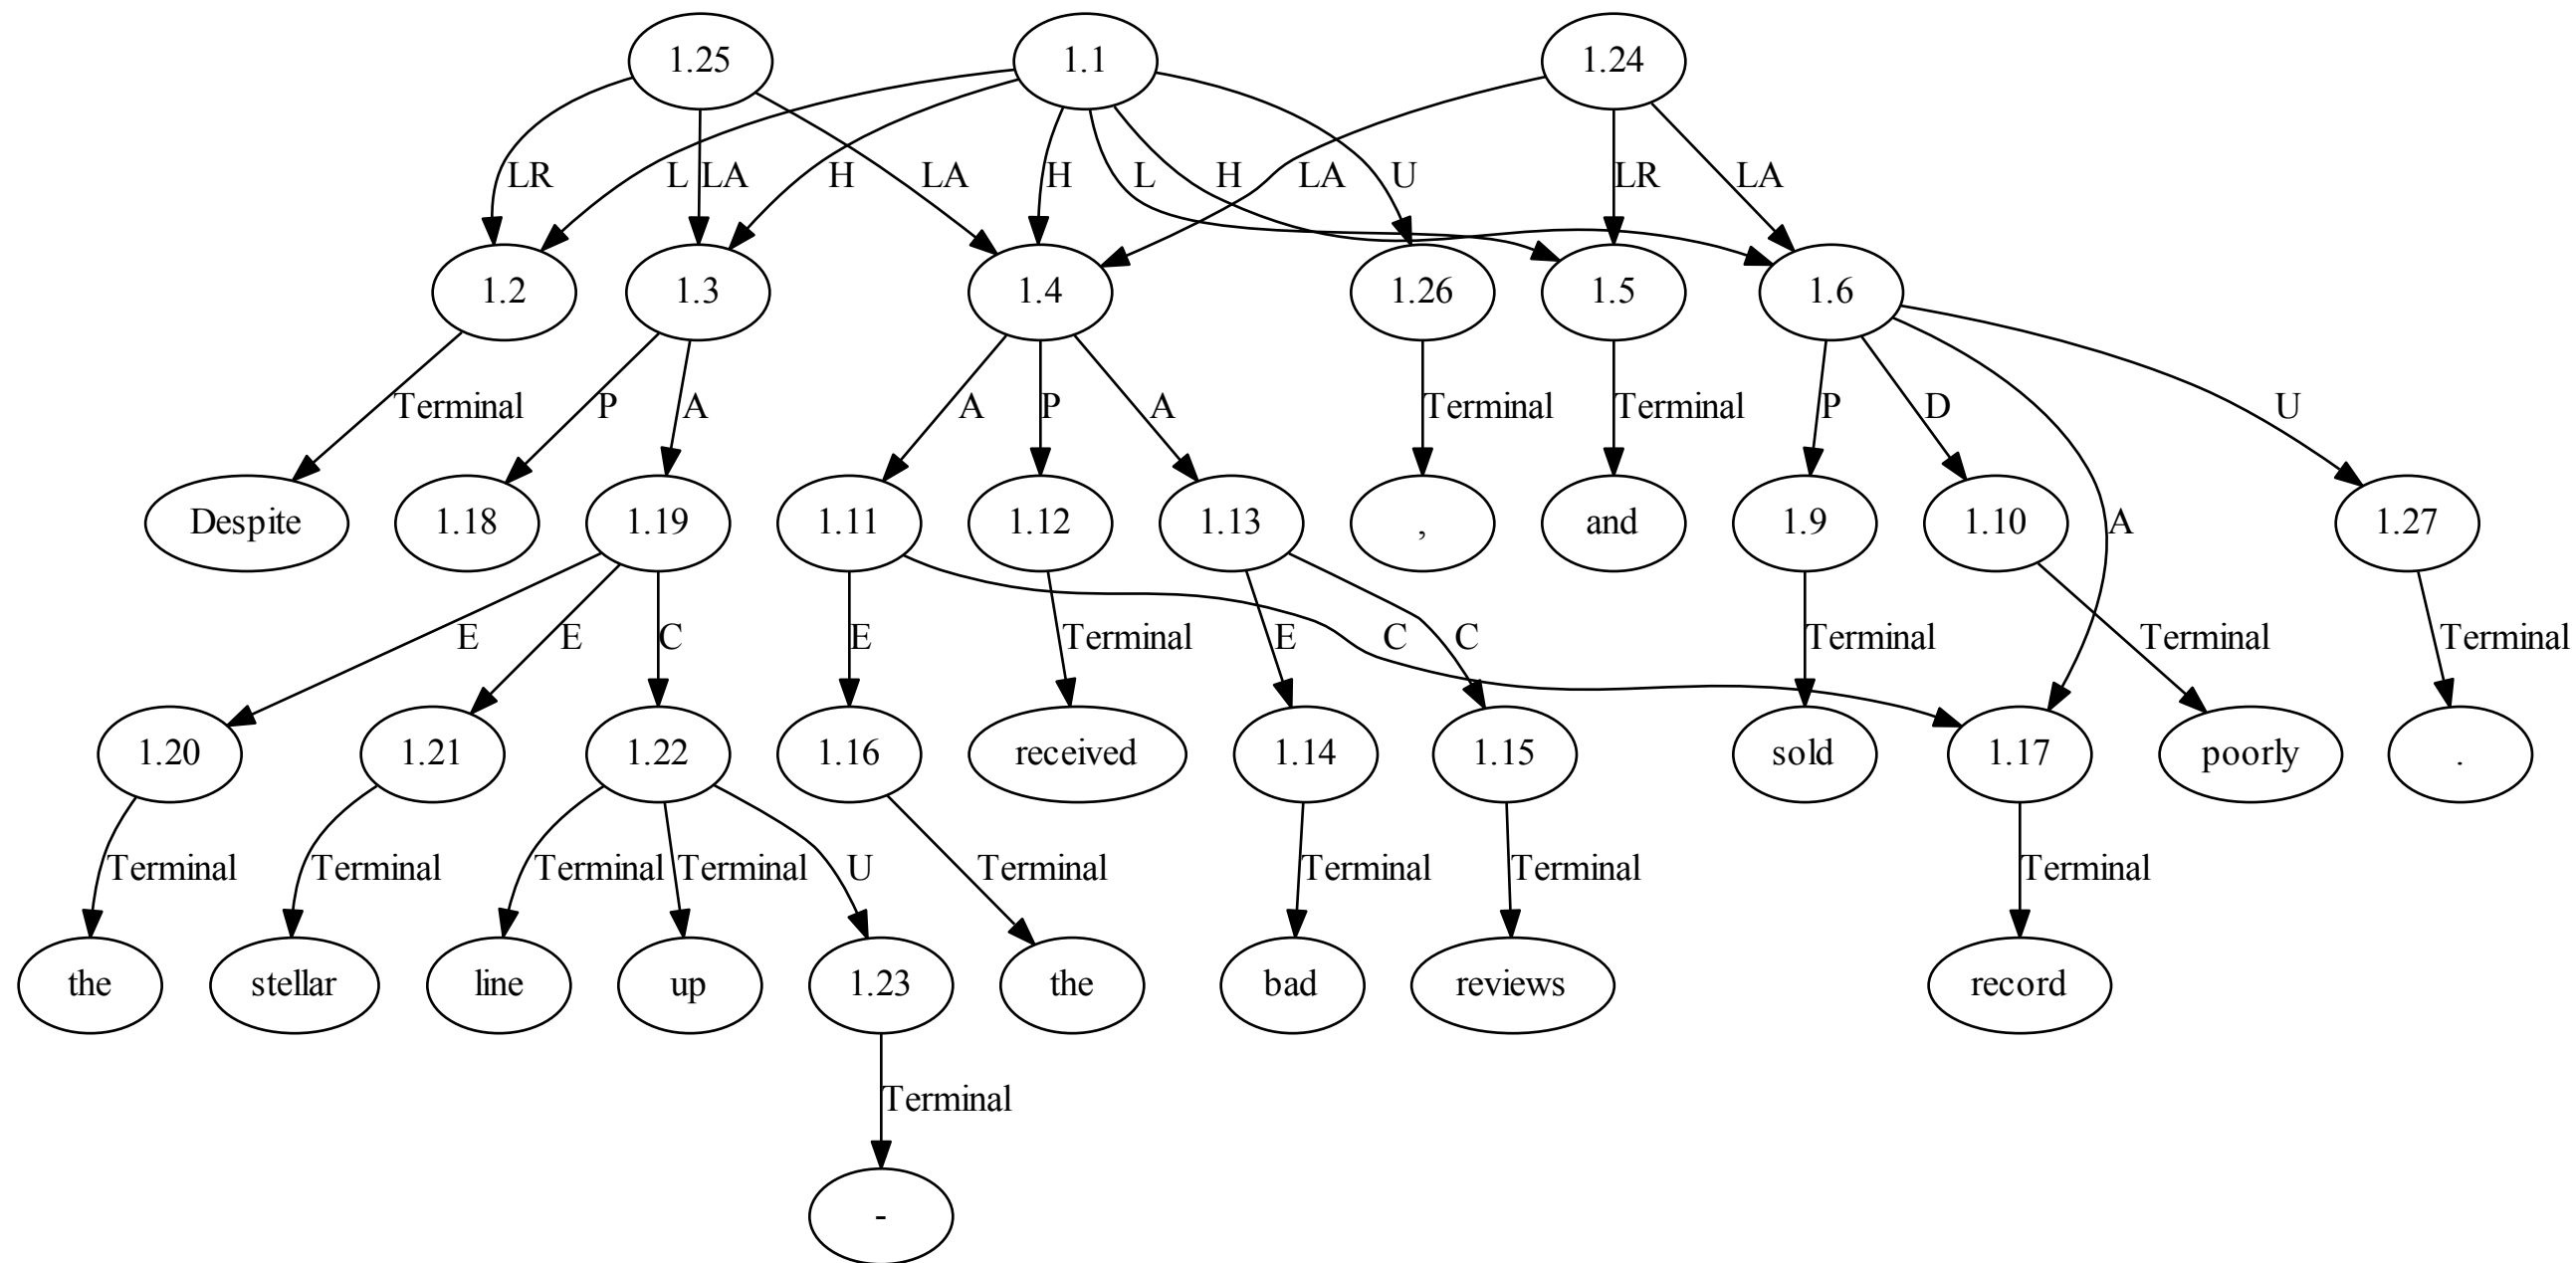 1.25 1.1 1.24
LR L LA H LA H L H LA U LR LA
1.2 1.3 1.4 1.26 1.5 1.6
Terminal P A A P A Terminal Terminal P D U
Despite 1.18 1.19 1.11 1.12 1.13 , and 1.9 1.10 A 1.27
E E C E Terminal E C C Terminal Terminal Terminal
1.20 1.21 1.22 1.16 received 1.14 1.15 sold 1.17 poorly .
Terminal Terminal Terminal Terminal U Terminal Terminal Terminal Terminal
the stellar line up 1.23 the bad reviews record
Terminal
-